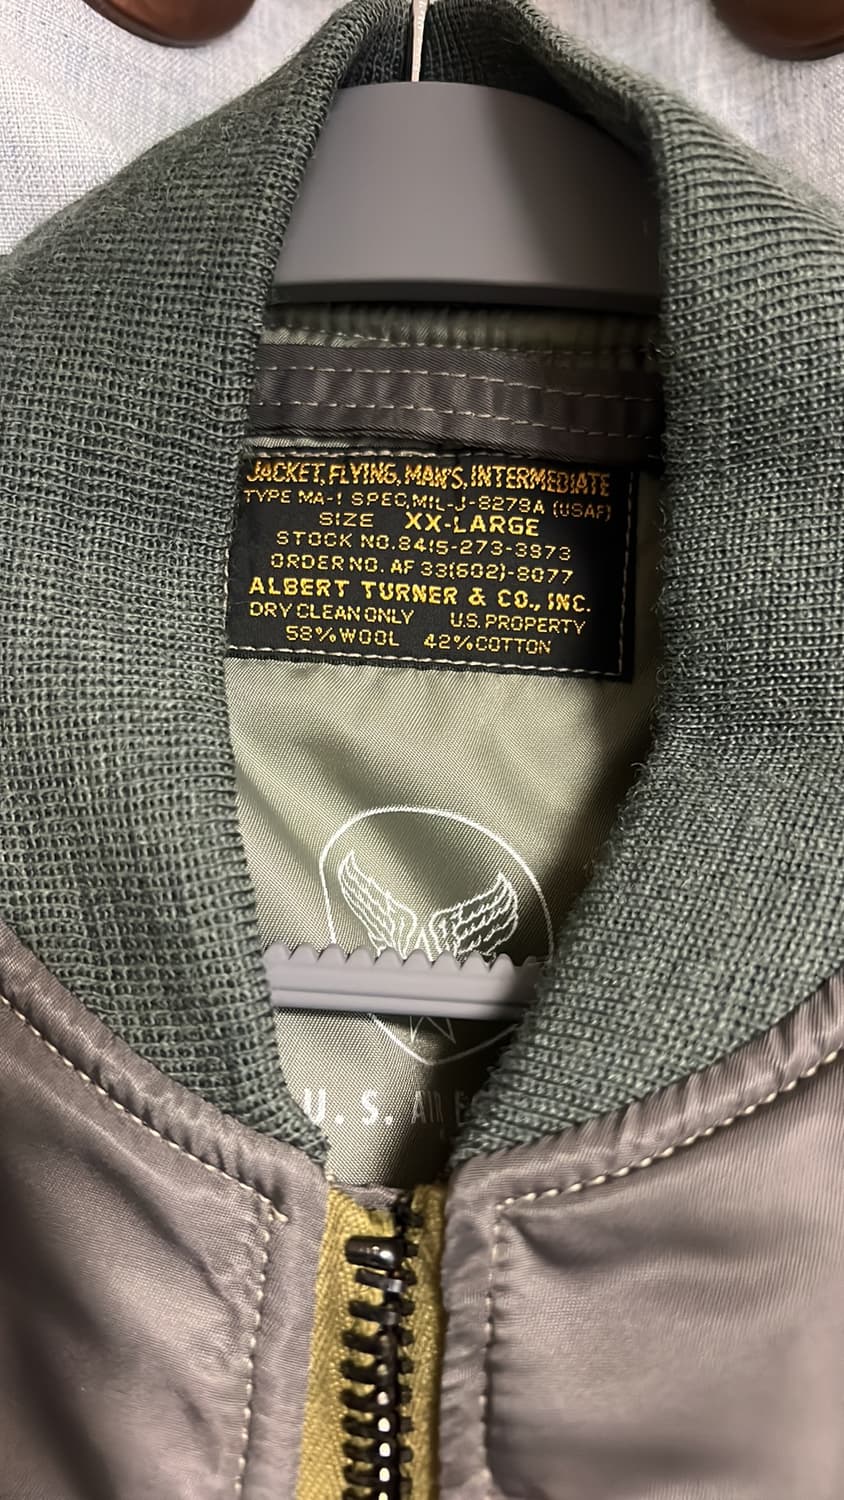 JACKET, FLYING, MAN'S, INTERMEDIATE
TYPE MA-1 SPEC, MIL-J-8279A (USAF)
SIZE XX-LARGE
STOCK NO. 8415-273-3973
ORDER NO. AF 33(602)-8077
ALBERT TURNER & CO., INC.
DRY CLEAN ONLY U.S. PROPERTY
58%WOOL 42%COTTON
U.S. AIR